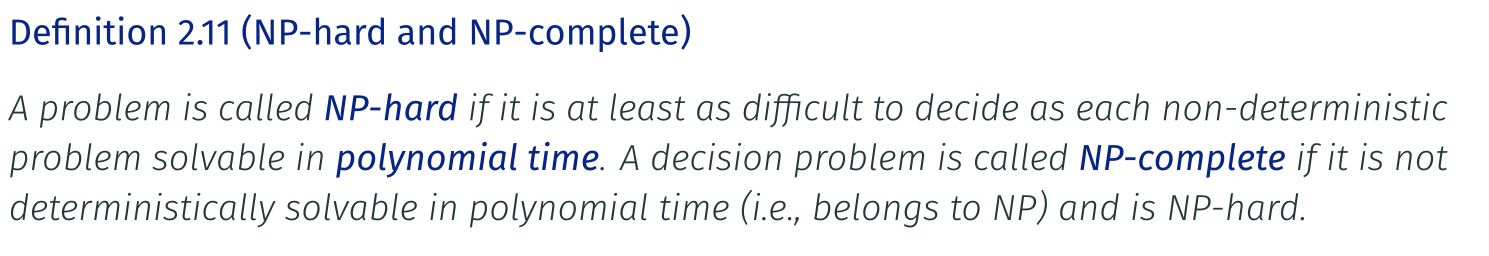 Definition 2.11 (NP-hard and NP-complete)
A problem is called NP-hard if it is at least as difficult to decide as each non-deterministic
problem solvable in polynomial time. A decision problem is called NP-complete if it is not
deterministically solvable in polynomial time (i.e., belongs to NP) and is NP-hard.